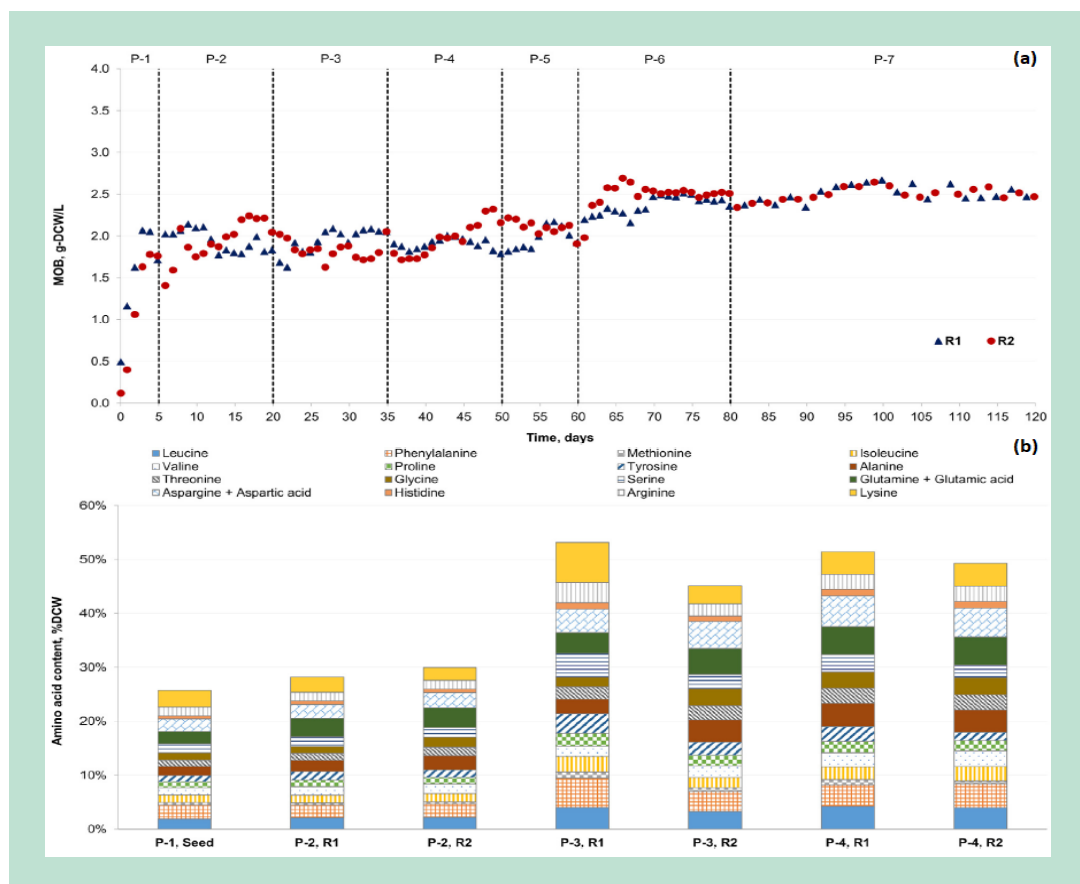 P-1 P-2 P-3 P-4 P-5 P-6 P-7 (a)
4.0
3.5
3.0
2.5
2.0
1.5
1.0
0.5
0.0
MOB, g-DCW/L
R1 R2
0 5 10 15 20 25 30 35 40 45 50 55 60 65 70 75 80 85 90 95 100 105 110 115 120
Time, days
(b)
Leucine Phenylalanine Methionine Isoleucine
Valine Proline Tyrosine Alanine
Threonine Glycine Serine Glutamine + Glutamic acid
Aspargine + Aspartic acid Histidine Arginine Lysine
60%
50%
40%
30%
20%
10%
0%
Amino acid content, %DCW
P-1, Seed P-2, R1 P-2, R2 P-3, R1 P-3, R2 P-4, R1 P-4, R2